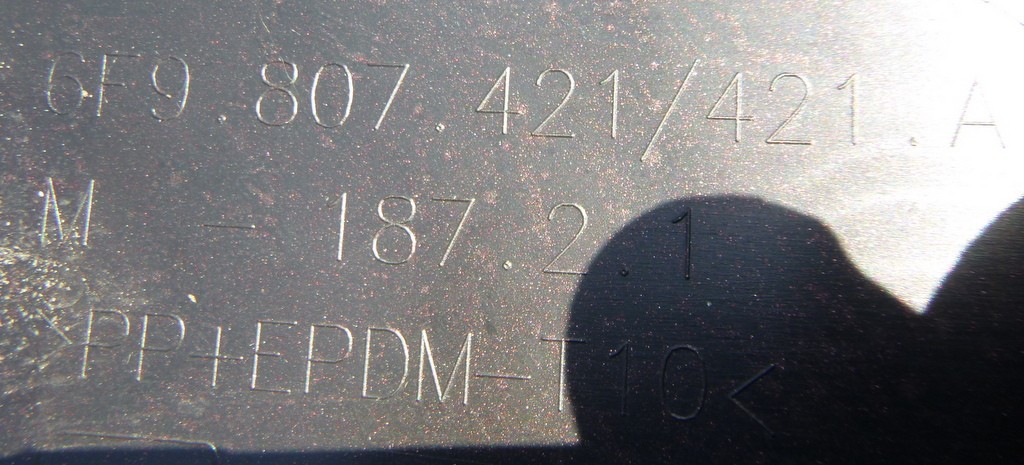 6F9.807.421/421.A
M - 187.2.1
>PP+EPDM-T10<